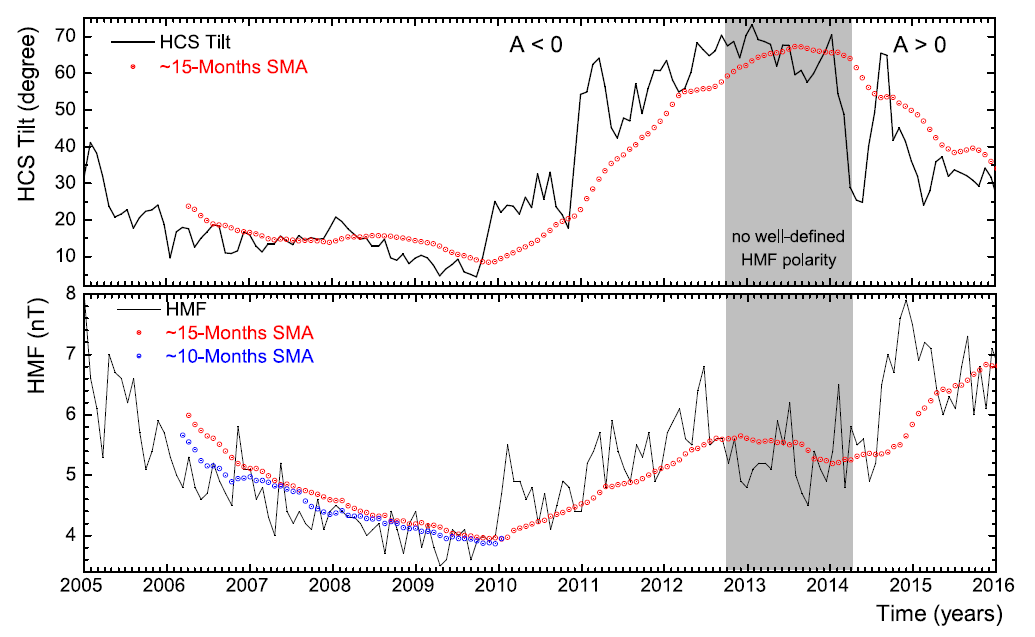 HCS Tilt (degree)
70
60
50
40
30
20
10
HCS Tilt
~15-Months SMA
A < 0
A > 0
no well-defined
HMF polarity
HMF (nT)
8
7
6
5
4
HMF
~15-Months SMA
~10-Months SMA
2005 2006 2007 2008 2009 2010 2011 2012 2013 2014 2015 2016
Time (years)